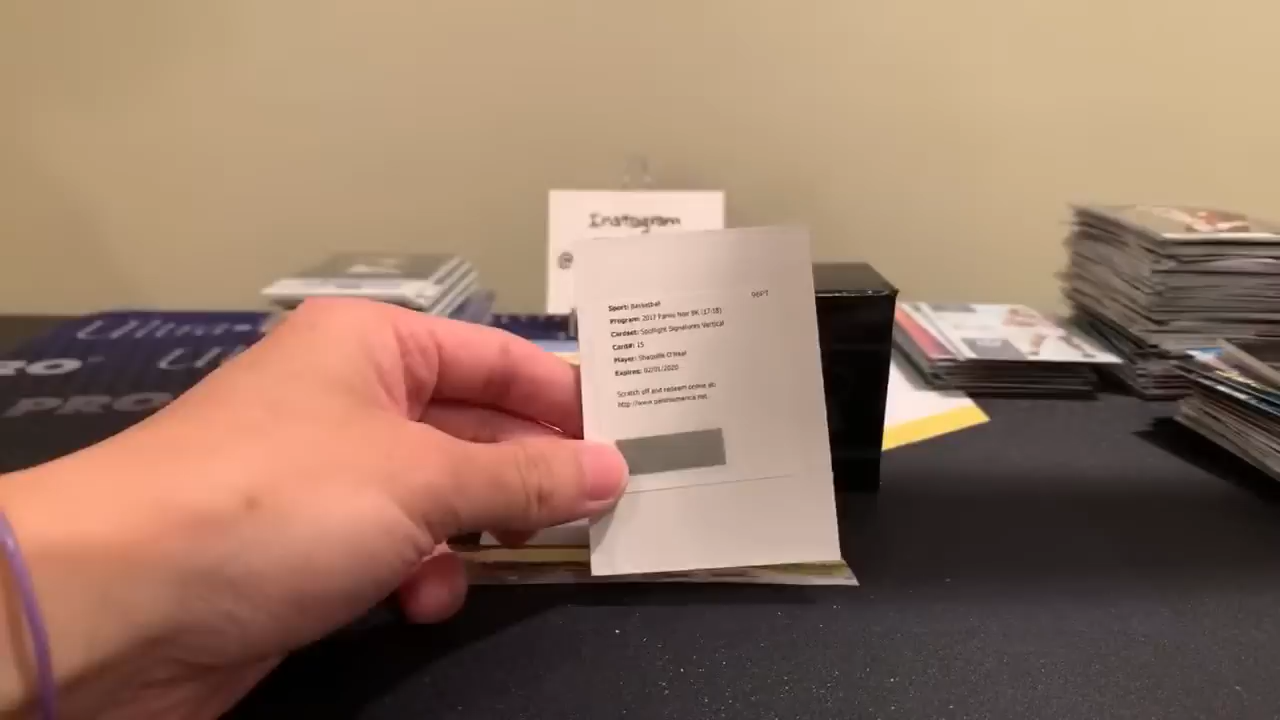 Instagram
@
Sport: Basketball
Program: 2017 Panini Noir BK (17-18)
Cardset: Spotlight Signatures Vertical
Card#: 15
Player: Shaquille O'Neal
Expires: 02/01/2020
Scratch off and redeem online at:
http://www.paniniamerica.net.
Ultra-
RO
PRO